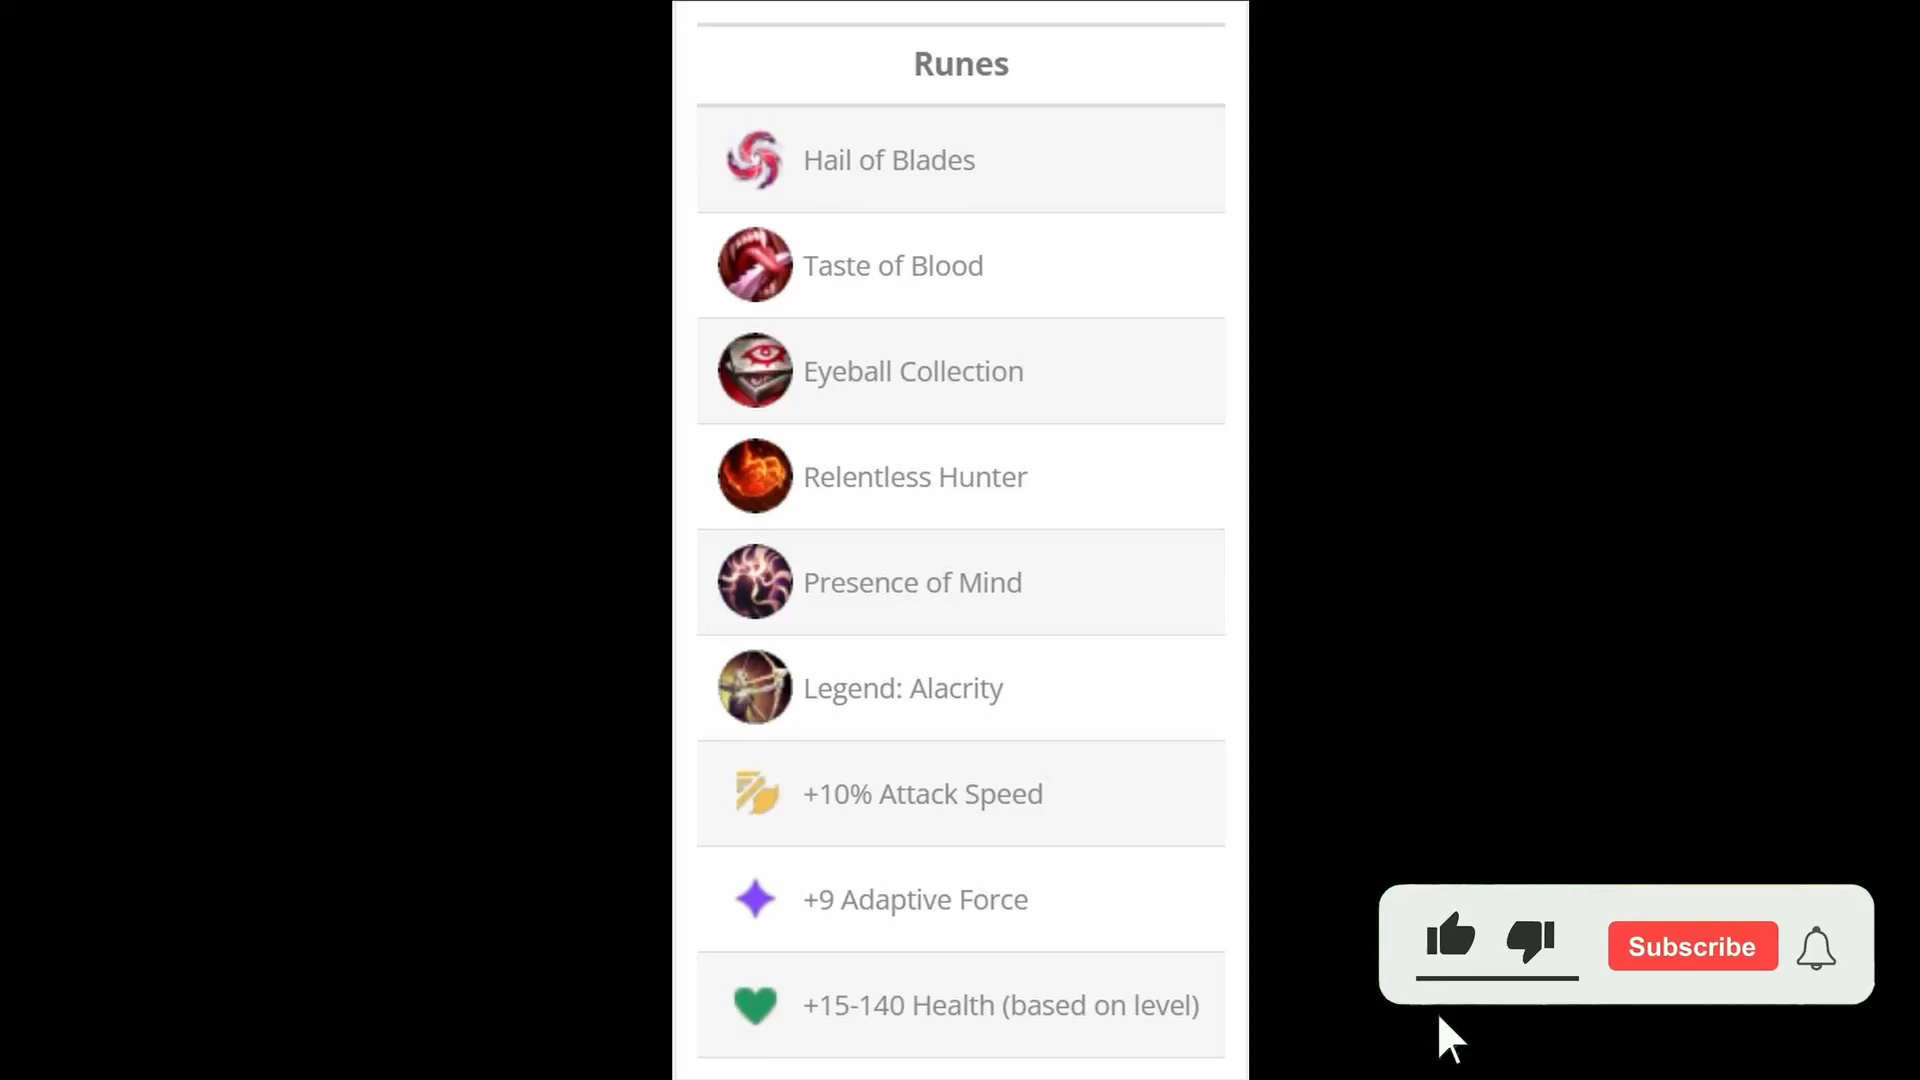 Runes
Hail of Blades
Taste of Blood
Eyeball Collection
Relentless Hunter
Presence of Mind
Legend: Alacrity
+10% Attack Speed
+9 Adaptive Force
+15-140 Health (based on level)
Subscribe